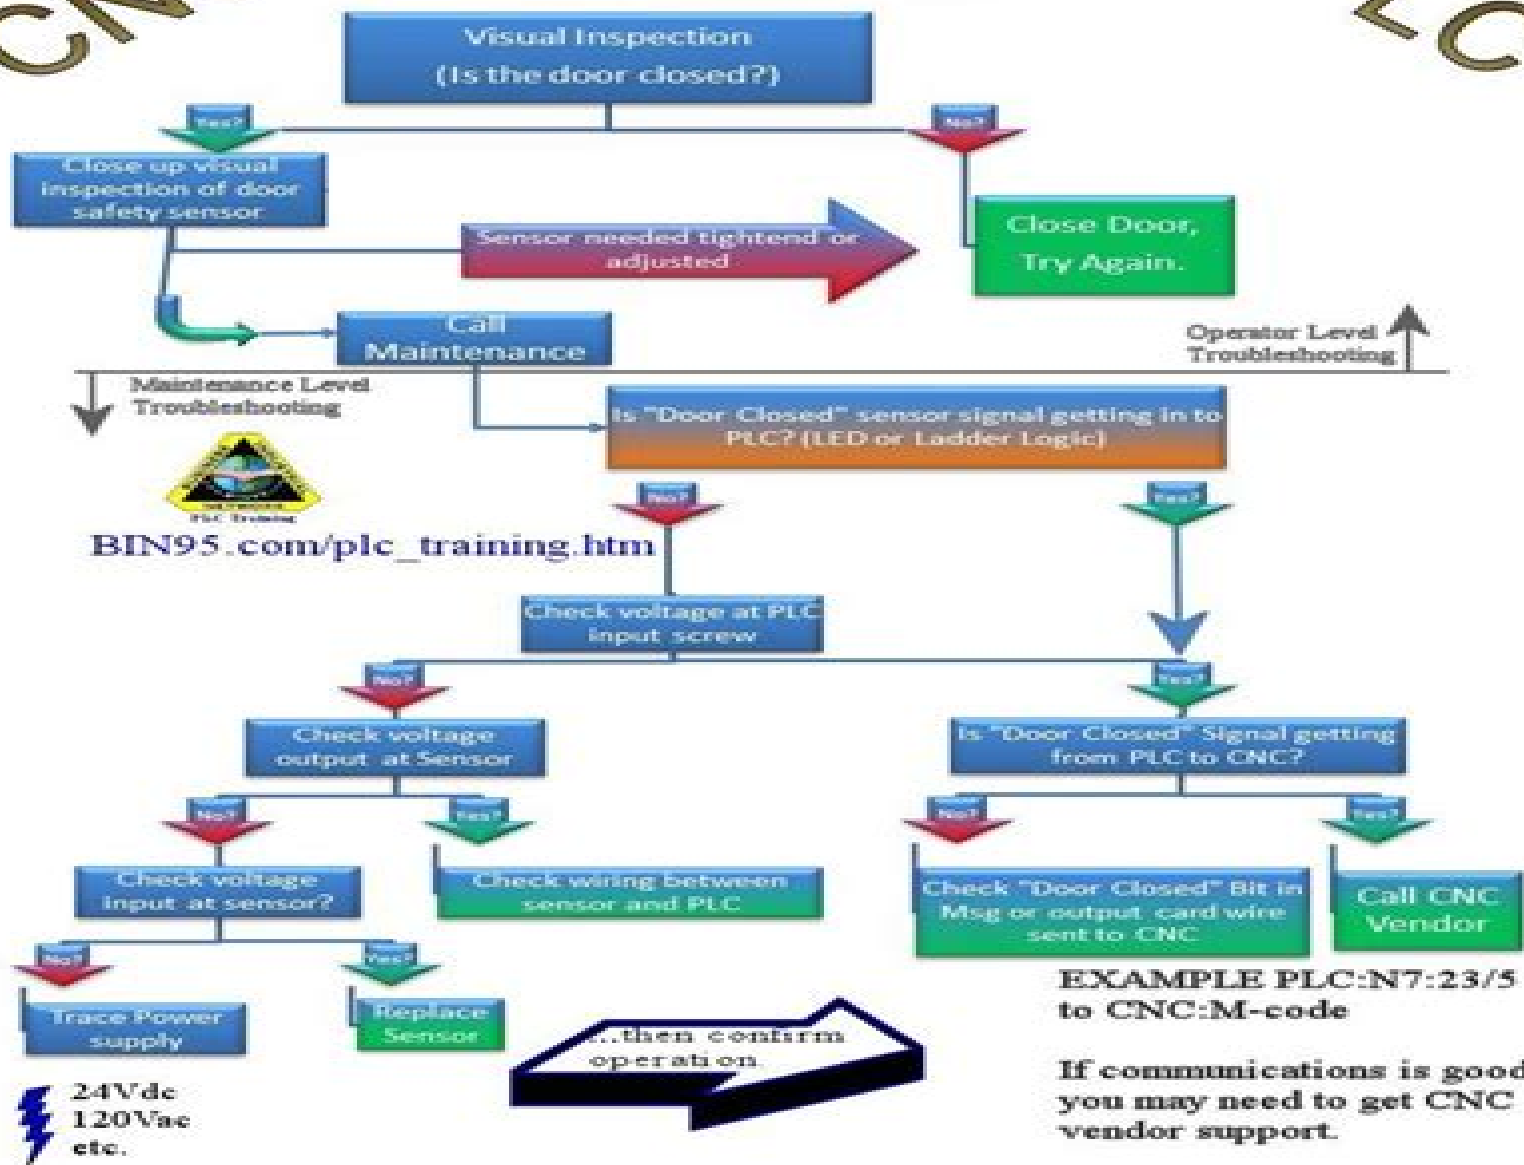 CN
LC
Visual Inspection
(Is the door closed?)
Yes?
No?
Close up visual
inspection of door
safety sensor
Sensor needed tightend or
adjusted
Close Door,
Try Again.
Call
Maintenance
Operator Level
Troubleshooting
Maintenance Level
Troubleshooting
Is "Door Closed" sensor signal getting in to
PLC? (LED or Ladder Logic)
No?
Yes?
PLC Training
BIN95.com/plc_training.htm
Check voltage at PLC
input screw
No?
Yes?
Check voltage
output at Sensor
Is "Door Closed" Signal getting
from PLC to CNC?
No?
Yes?
No?
Yes?
Check voltage
input at sensor?
Check wiring between
sensor and PLC
Check "Door Closed" Bit in
Msg or output card wire
sent to CNC
Call CNC
Vendor
No?
Yes?
Trace Power
supply
Replace
Sensor
...then confirm
operation.
EXAMPLE PLC:N7:23/5
to CNC:M-code
If communications is good
you may need to get CNC
vendor support.
24Vdc
120Vac
etc.